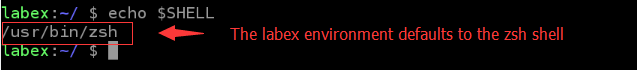 labex:~/ $ echo $SHELL
/usr/bin/zsh
The labex environment defaults to the zsh shell
labex:~/ $